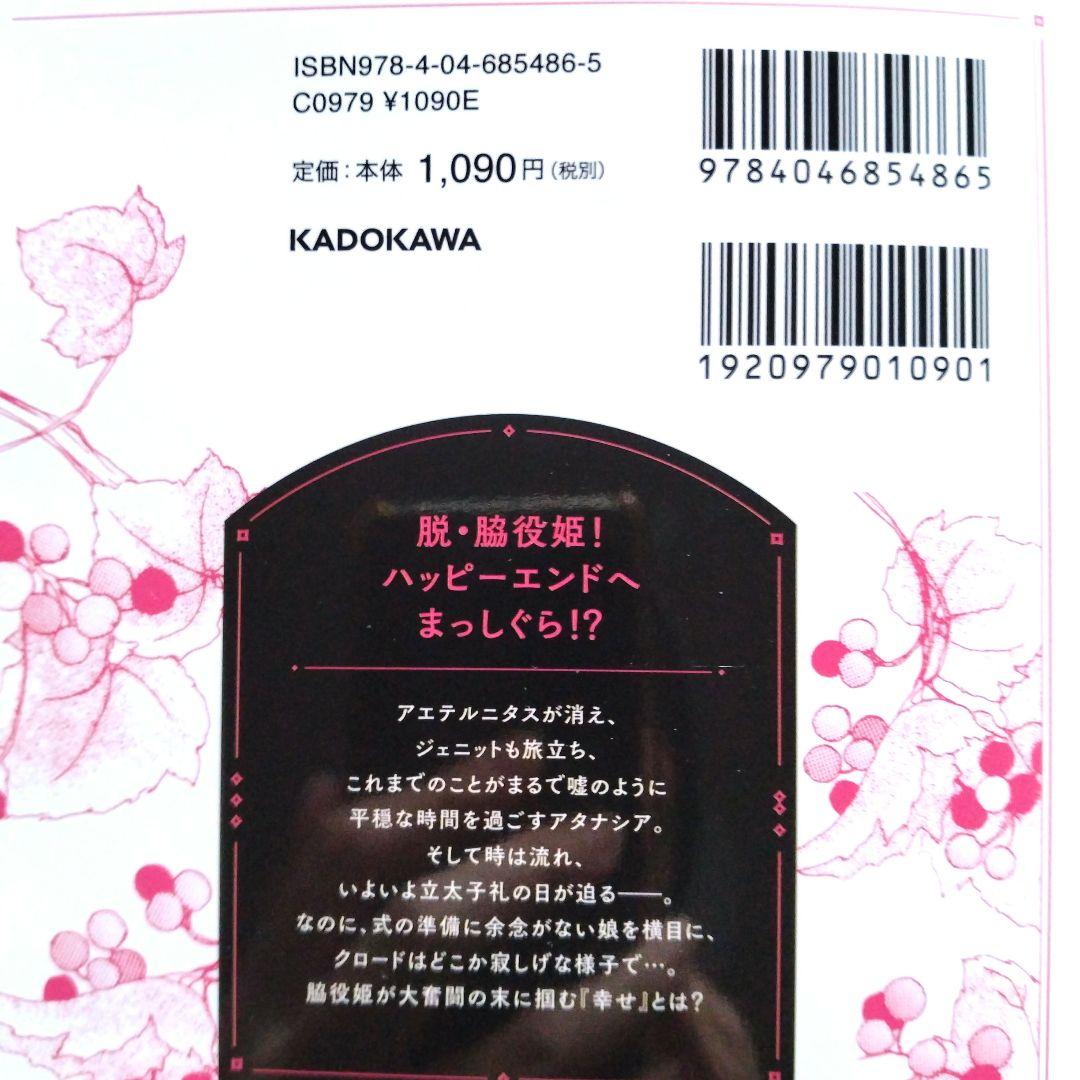 ISBN978-4-04-685486-5
C0979 ¥1090E
定価：本体 1,090円（税別）
KADOKAWA
9784046854865
1920979010901
脱・脇役姫！
ハッピーエンドへ
まっしぐら!?
アエテルニタスが消え、
ジェニットも旅立ち、
これまでのことがまるで嘘のように
平穏な時間を過ごすアタナシア。
そして時は流れ、
いよいよ立太子礼の日が迫る――。
なのに、式の準備に余念がない娘を横目に、
クロードはどこか寂しげな様子で…。
脇役姫が大奮闘の末に掴む『幸せ』とは？